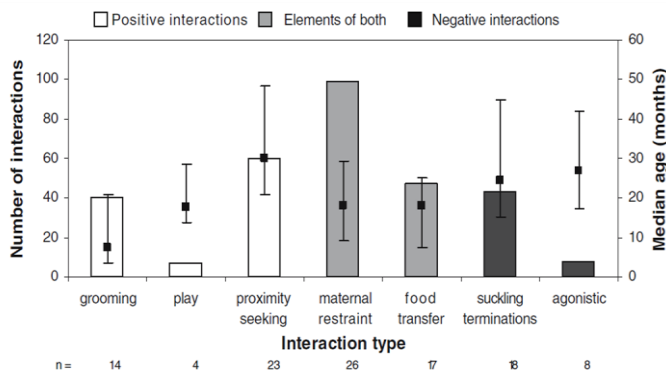 Positive interactions Elements of both Negative interactions
120 60
100 50
80 40
60 30
40 20
20 10
0 0
Number of interactions
Median age (months)
grooming play proximity seeking maternal restraint food transfer suckling terminations agonistic
Interaction type
n = 14 4 23 26 17 18 8